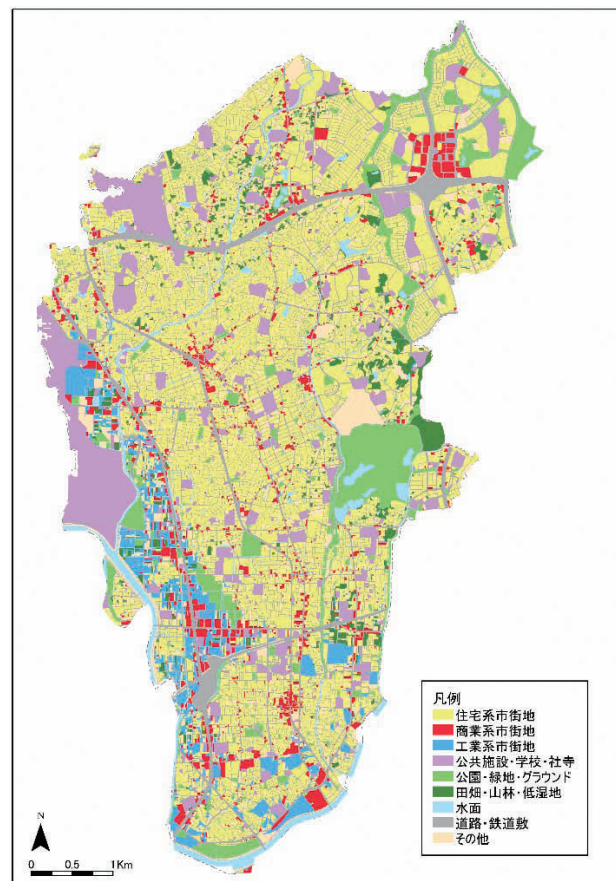 凡例
住宅系市街地
商業系市街地
工業系市街地
公共施設・学校・社寺
公園・緑地・グラウンド
田畑・山林・低湿地
水面
道路・鉄道敷
その他
N
0 0.5 1Km